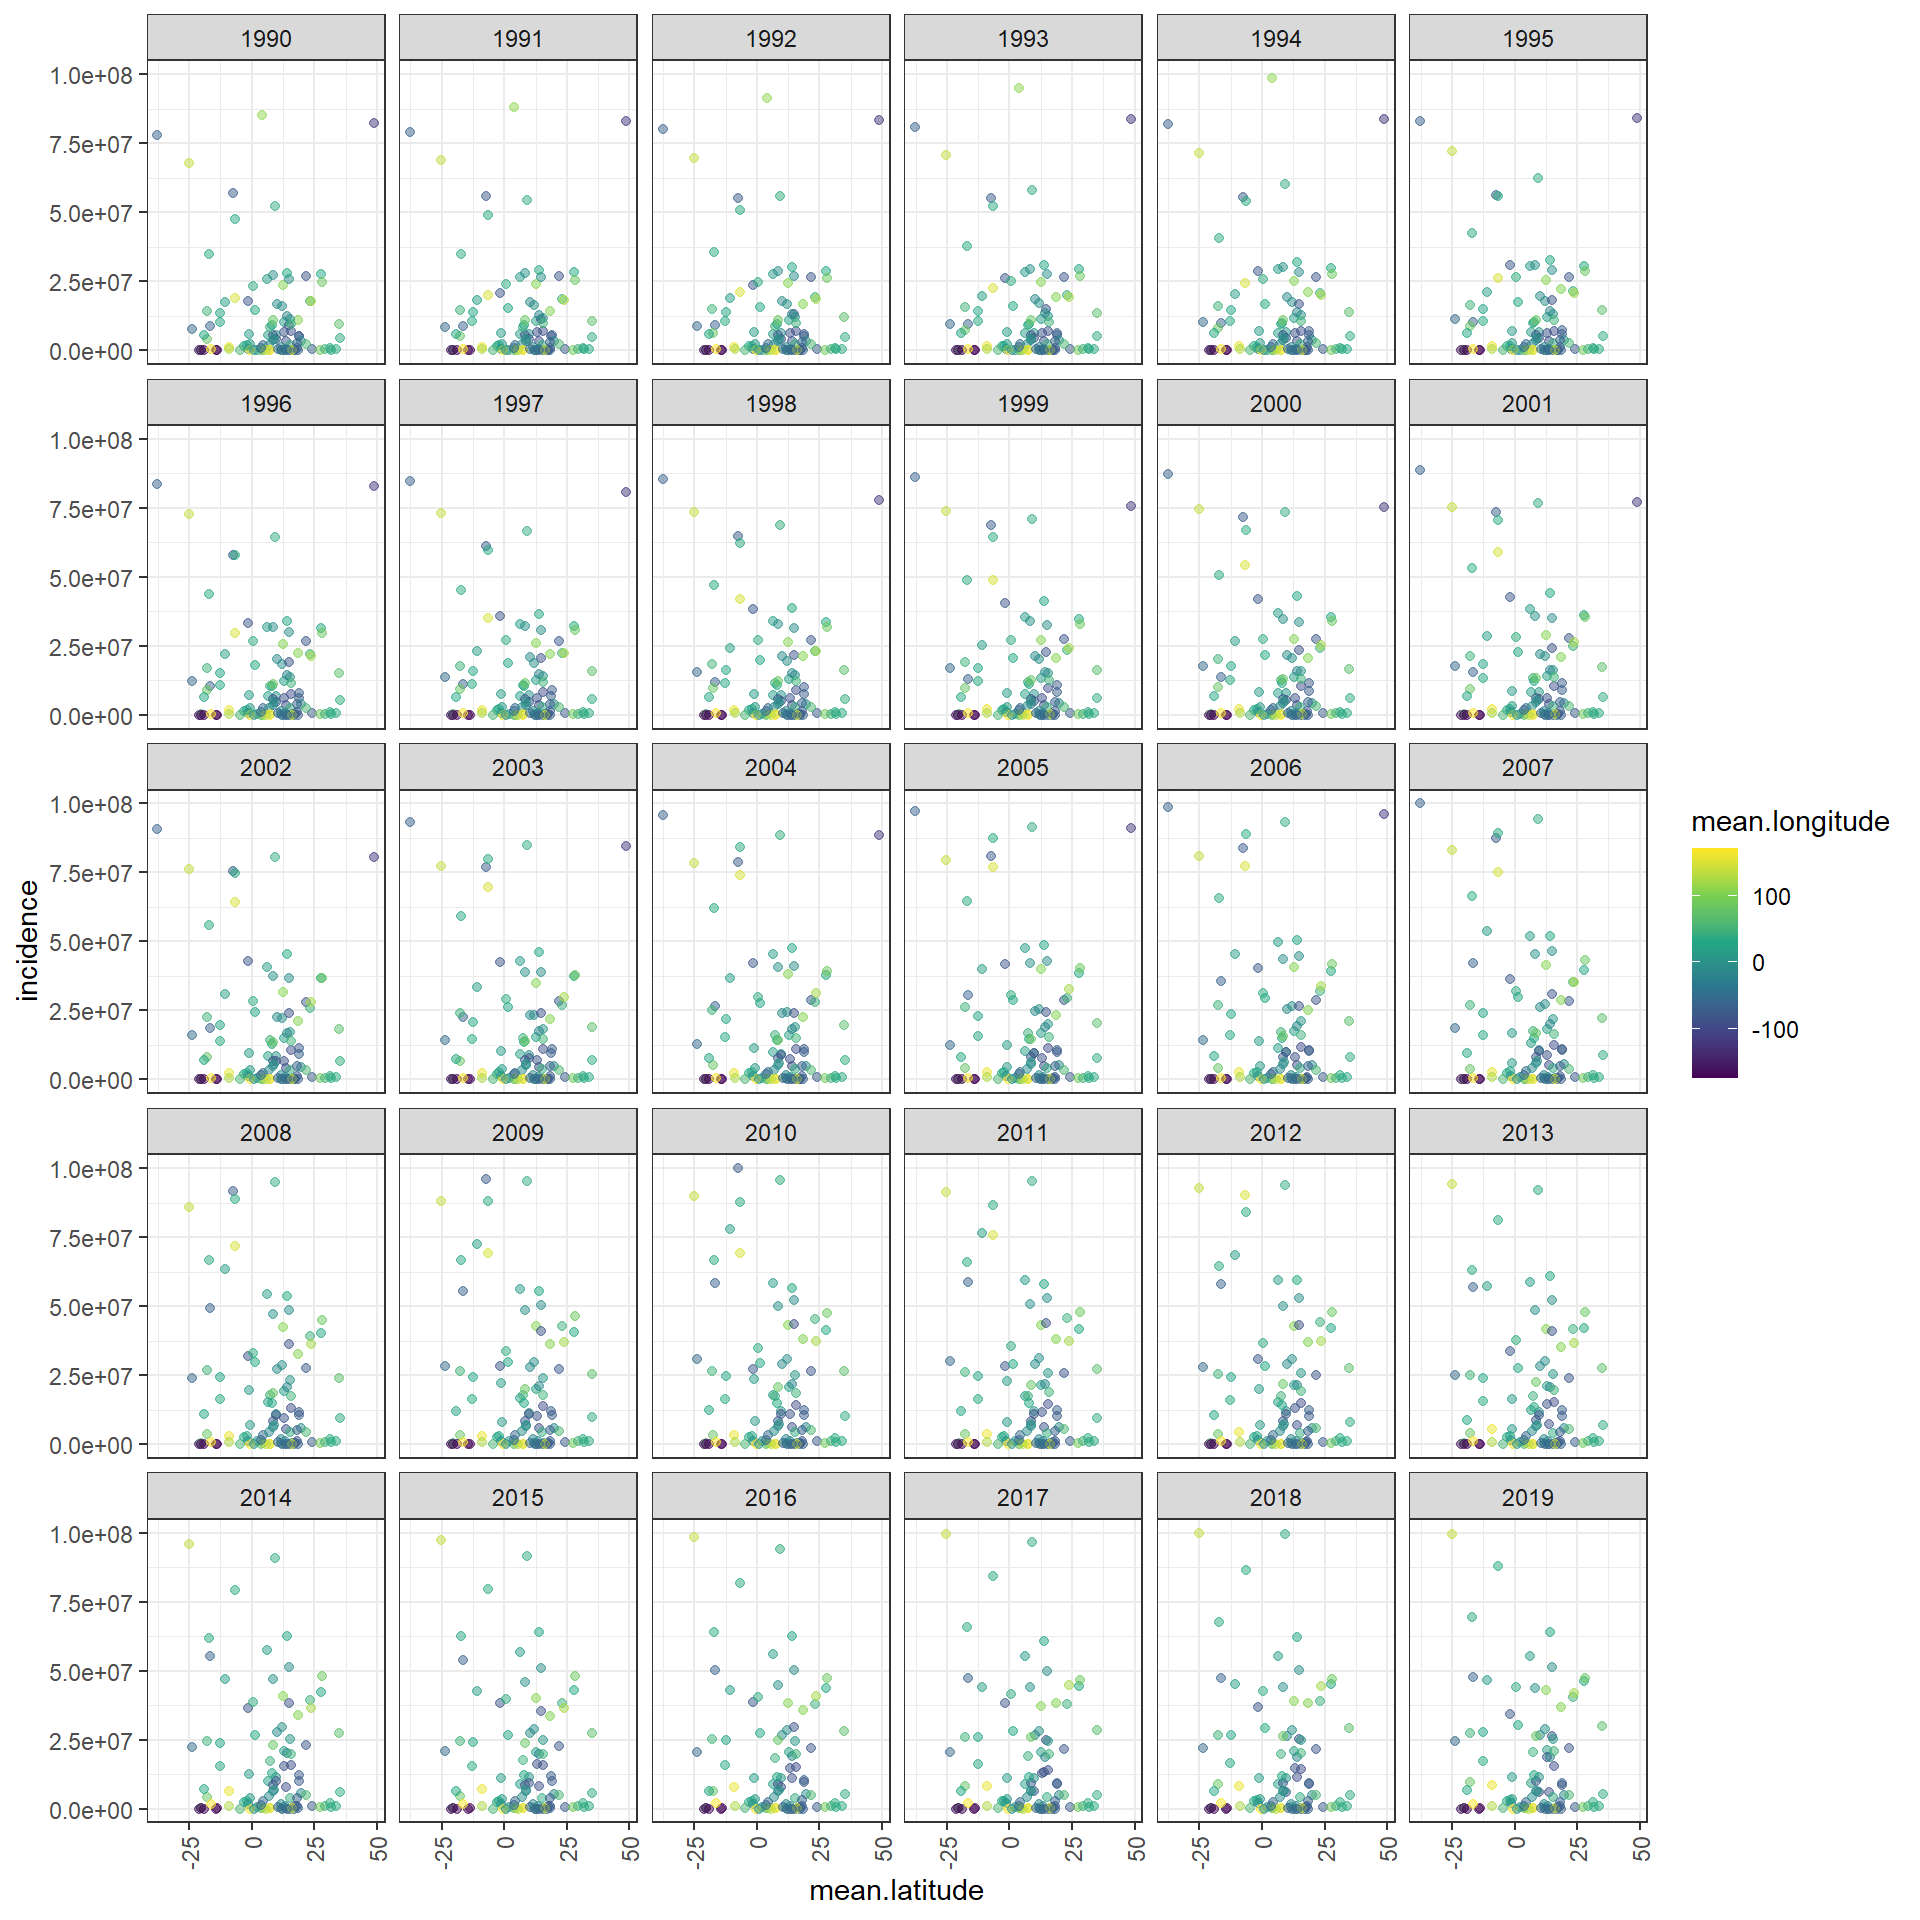 1990 1991 1992 1993 1994 1995
1.0e+08
7.5e+07
5.0e+07
2.5e+07
0.0e+00
1996 1997 1998 1999 2000 2001
1.0e+08
7.5e+07
5.0e+07
2.5e+07
0.0e+00
2002 2003 2004 2005 2006 2007
1.0e+08
7.5e+07
5.0e+07
2.5e+07
0.0e+00
incidence
mean.longitude
100
0
-100
2008 2009 2010 2011 2012 2013
1.0e+08
7.5e+07
5.0e+07
2.5e+07
0.0e+00
2014 2015 2016 2017 2018 2019
1.0e+08
7.5e+07
5.0e+07
2.5e+07
0.0e+00
-25 0 25 50 -25 0 25 50 -25 0 25 50 -25 0 25 50 -25 0 25 50 -25 0 25 50
mean.latitude